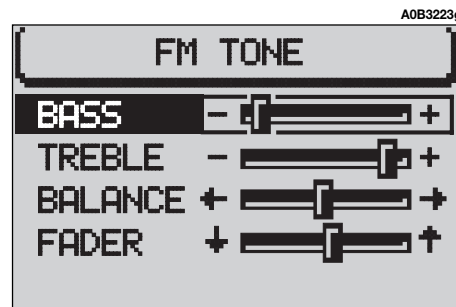 A0B3223g
FM TONE
BASS - +
TREBLE - +
BALANCE ← →
FADER ↓ ↑